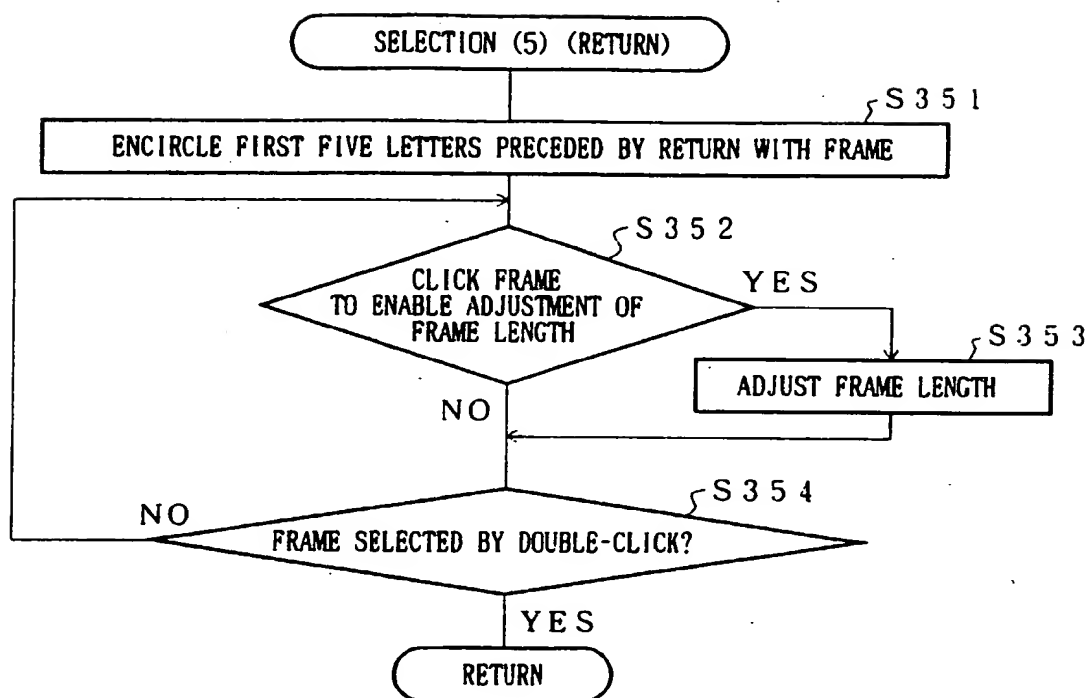 SELECTION (5) (RETURN)
S351
ENCIRCLE FIRST FIVE LETTERS PRECEDED BY RETURN WITH FRAME
S352
CLICK FRAME
TO ENABLE ADJUSTMENT OF
FRAME LENGTH
YES
S353
ADJUST FRAME LENGTH
NO
S354
NO
FRAME SELECTED BY DOUBLE-CLICK?
YES
RETURN